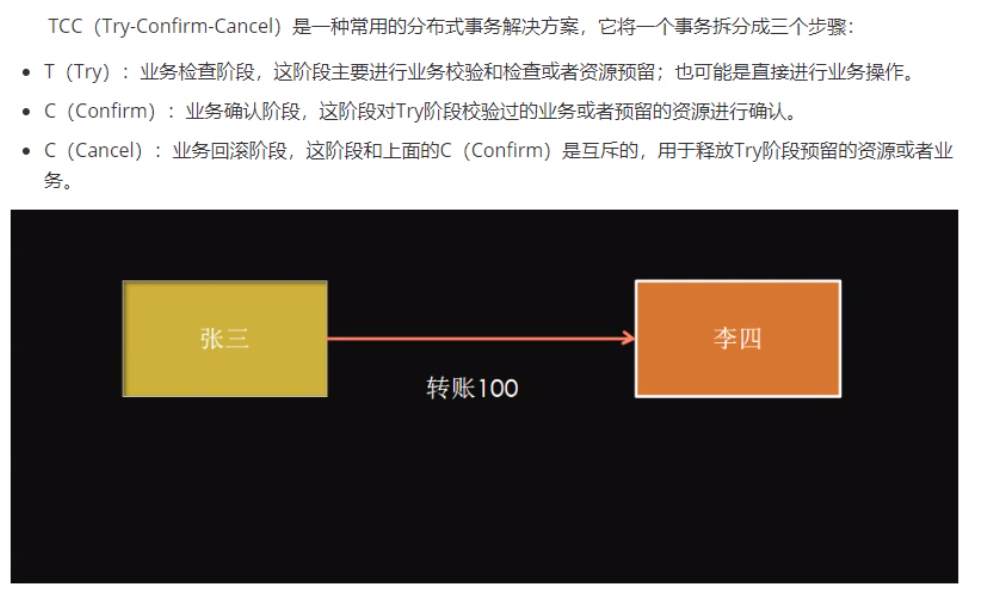 TCC（Try-Confirm-Cancel）是一种常用的分布式事务解决方案，它将一个事务拆分成三个步骤：
• T（Try）：业务检查阶段，这阶段主要进行业务校验和检查或者资源预留；也可能是直接进行业务操作。
• C（Confirm）：业务确认阶段，这阶段对Try阶段校验过的业务或者预留的资源进行确认。
• C（Cancel）：业务回滚阶段，这阶段和上面的C（Confirm）是互斥的，用于释放Try阶段预留的资源或者业
务。
张三
李四
转账100